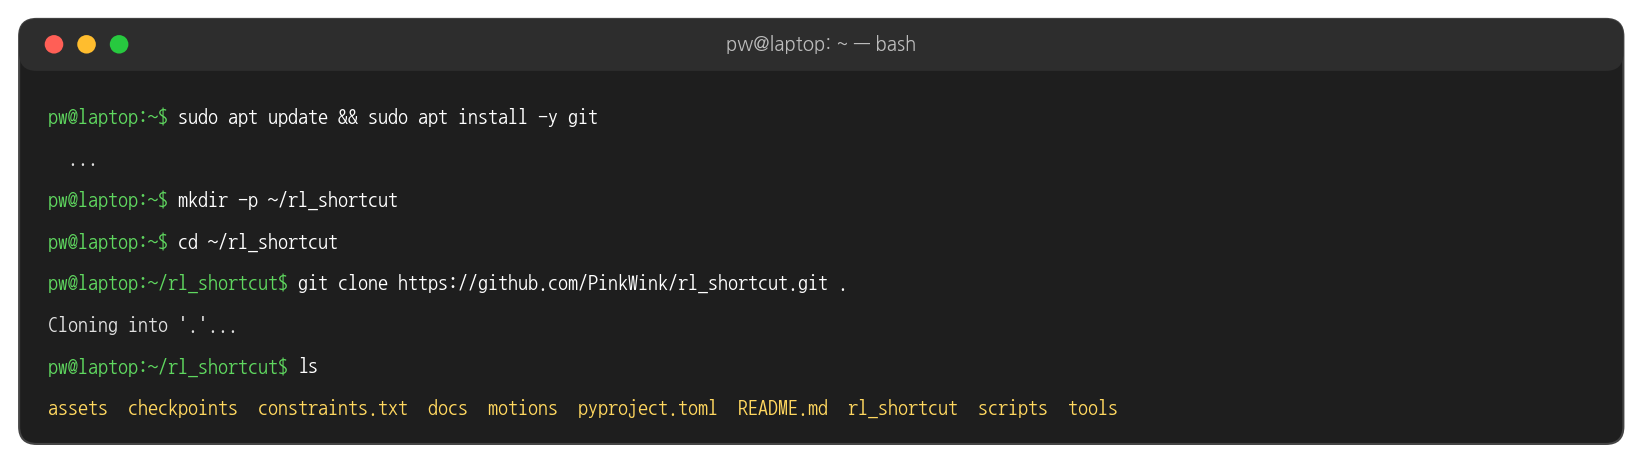 pw@laptop: ~ — bash
pw@laptop:~$ sudo apt update && sudo apt install -y git
...
pw@laptop:~$ mkdir -p ~/rl_shortcut
pw@laptop:~$ cd ~/rl_shortcut
pw@laptop:~/rl_shortcut$ git clone https://github.com/PinkWink/rl_shortcut.git .
Cloning into '.'...
pw@laptop:~/rl_shortcut$ ls
assets  checkpoints  constraints.txt  docs  motions  pyproject.toml  README.md  rl_shortcut  scripts  tools